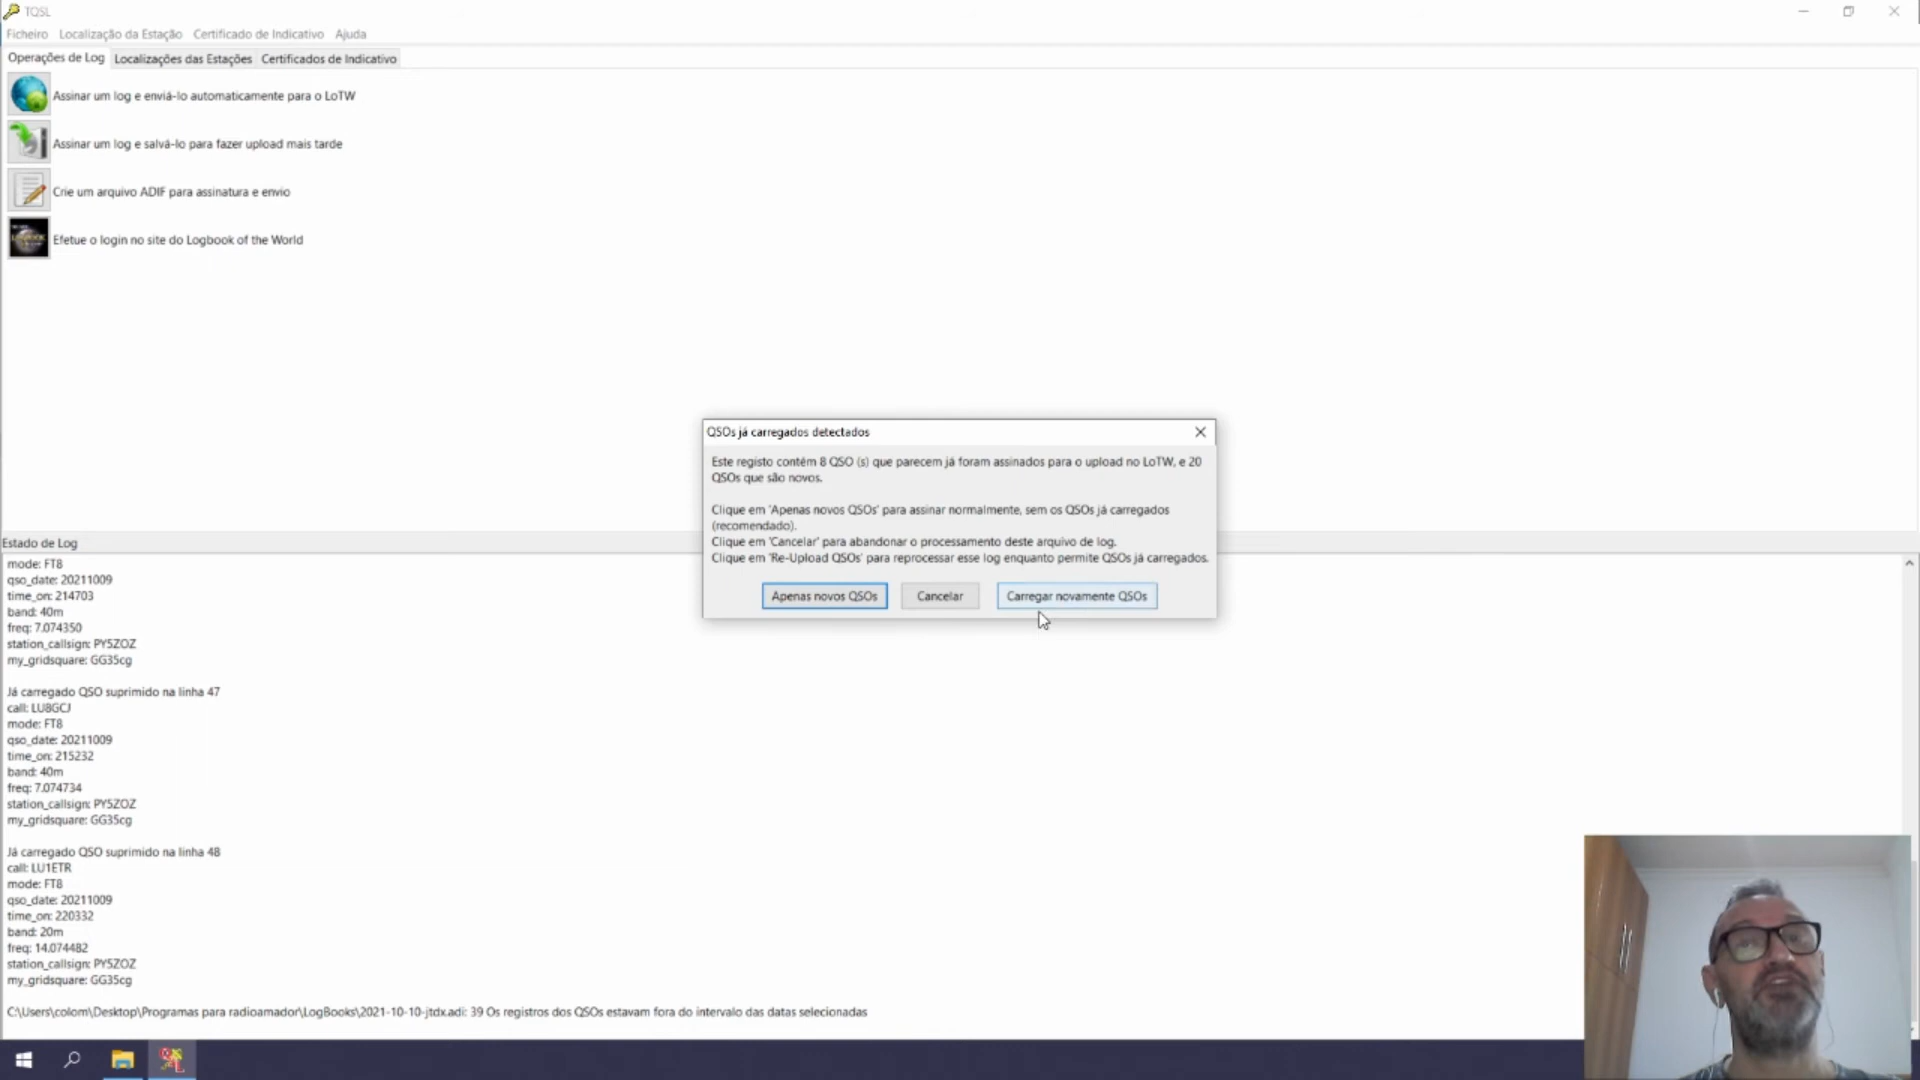 TQSL
Ficheiro Localização da Estação Certificado de Indicativo Ajuda
Operações de Log Localizações das Estações Certificados de Indicativo
Assinar um log e enviá-lo automaticamente para o LoTW
Assinar um log e salvá-lo para fazer upload mais tarde
Crie um arquivo ADIF para assinatura e envio
Efetue o login no site do Logbook of the World
QSOs já carregados detectados
Este registo contém 8 QSO (s) que parecem já foram assinados para o upload no LoTW, e 20
QSOs que são novos.
Clique em 'Apenas novos QSOs' para assinar normalmente, sem os QSOs já carregados
(recomendado).
Clique em 'Cancelar' para abandonar o processamento deste arquivo de log.
Clique em 'Re-Upload QSOs' para reprocessar esse log enquanto permite QSOs já carregados.
Apenas novos QSOs Cancelar Carregar novamente QSOs
Estado de Log
mode: FT8
qso_date: 20211009
time_on: 214703
band: 40m
freq: 7.074350
station_callsign: PY5ZOZ
my_gridsquare: GG35cg
Já carregado QSO suprimido na linha 47
call: LU8GCJ
mode: FT8
qso_date: 20211009
time_on: 215232
band: 40m
freq: 7.074734
station_callsign: PY5ZOZ
my_gridsquare: GG35cg
Já carregado QSO suprimido na linha 48
call: LU1ETR
mode: FT8
qso_date: 20211009
time_on: 220332
band: 20m
freq: 14.074482
station_callsign: PY5ZOZ
my_gridsquare: GG35cg
C:\Users\colom\Desktop\Programas para radioamador\LogBooks\2021-10-10-jtdx.adi: 39 Os registros dos QSOs estavam fora do intervalo das datas selecionadas